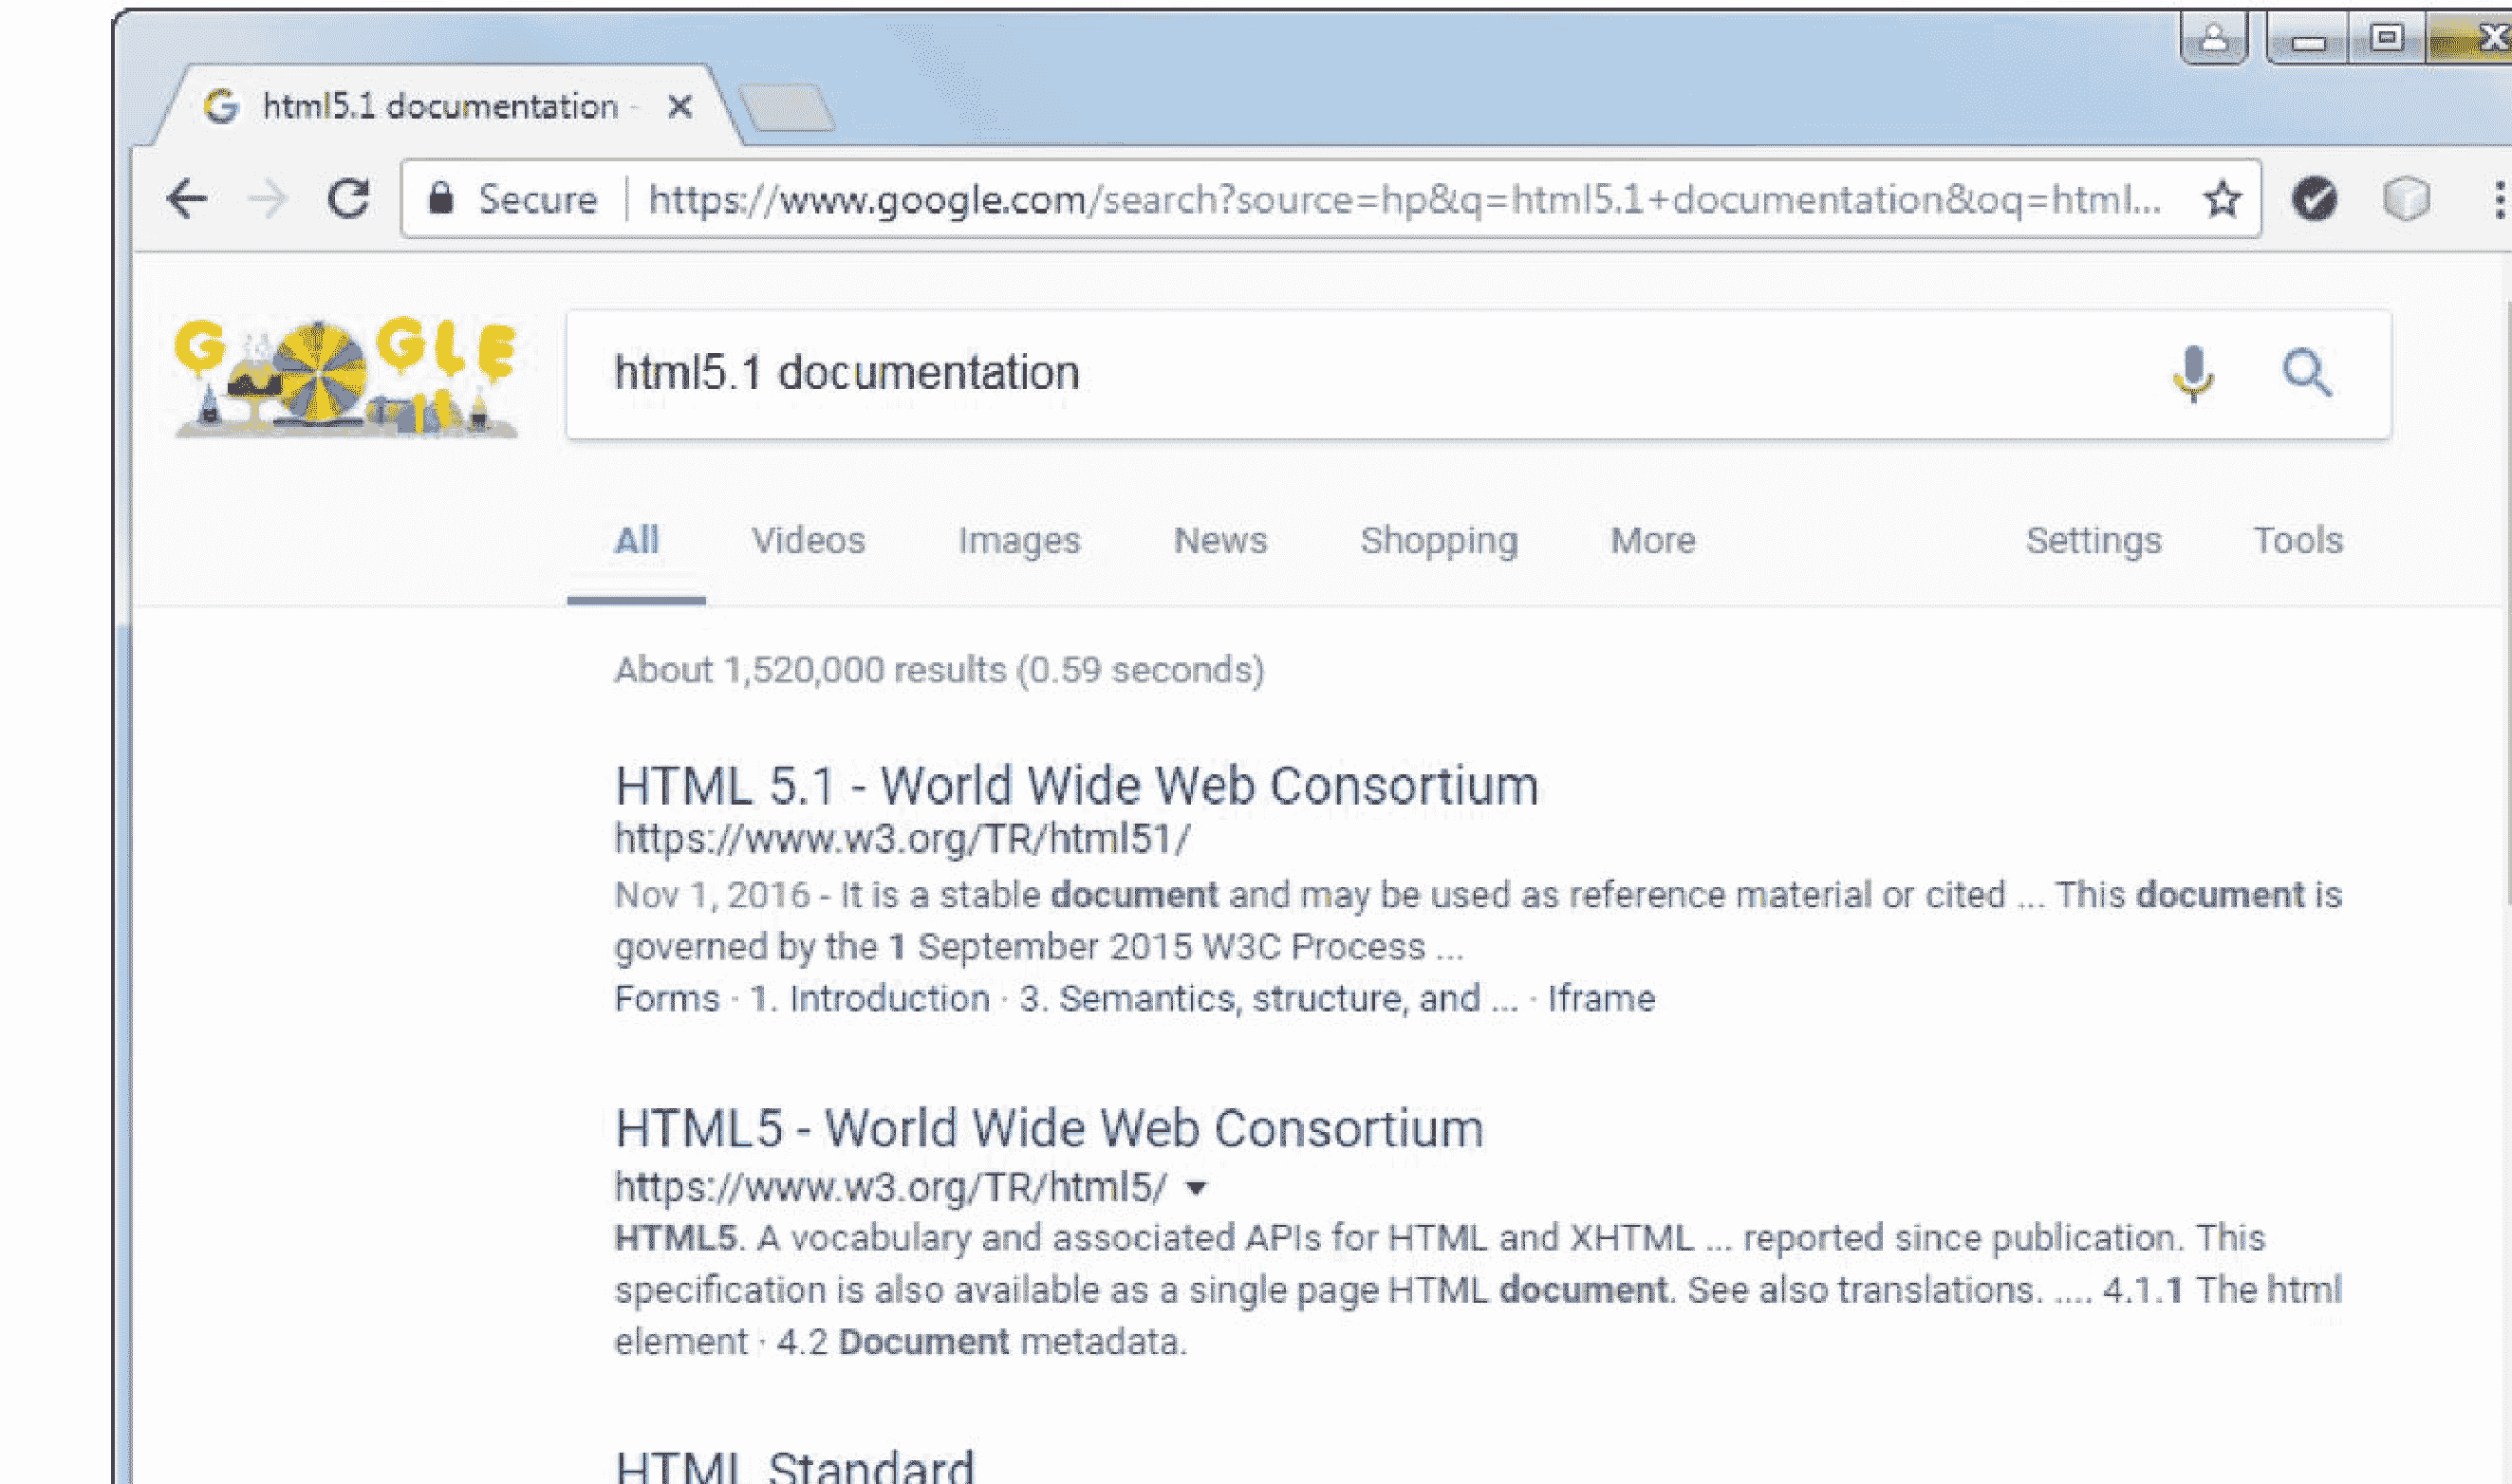 html5.1 documentation -
Secure | https://www.google.com/search?source=hp&q=html5.1+documentation&oq=html...
G GLE
html5.1 documentation
All Videos Images News Shopping More Settings Tools
About 1,520,000 results (0.59 seconds)
HTML 5.1 - World Wide Web Consortium
https://www.w3.org/TR/html51/
Nov 1, 2016 - It is a stable document and may be used as reference material or cited ... This document is
governed by the 1 September 2015 W3C Process ...
Forms · 1. Introduction · 3. Semantics, structure, and ... · Iframe
HTML5 - World Wide Web Consortium
https://www.w3.org/TR/html5/
HTML5. A vocabulary and associated APIs for HTML and XHTML ... reported since publication. This
specification is also available as a single page HTML document. See also translations. .... 4.1.1 The html
element · 4.2 Document metadata.
HTML Standard